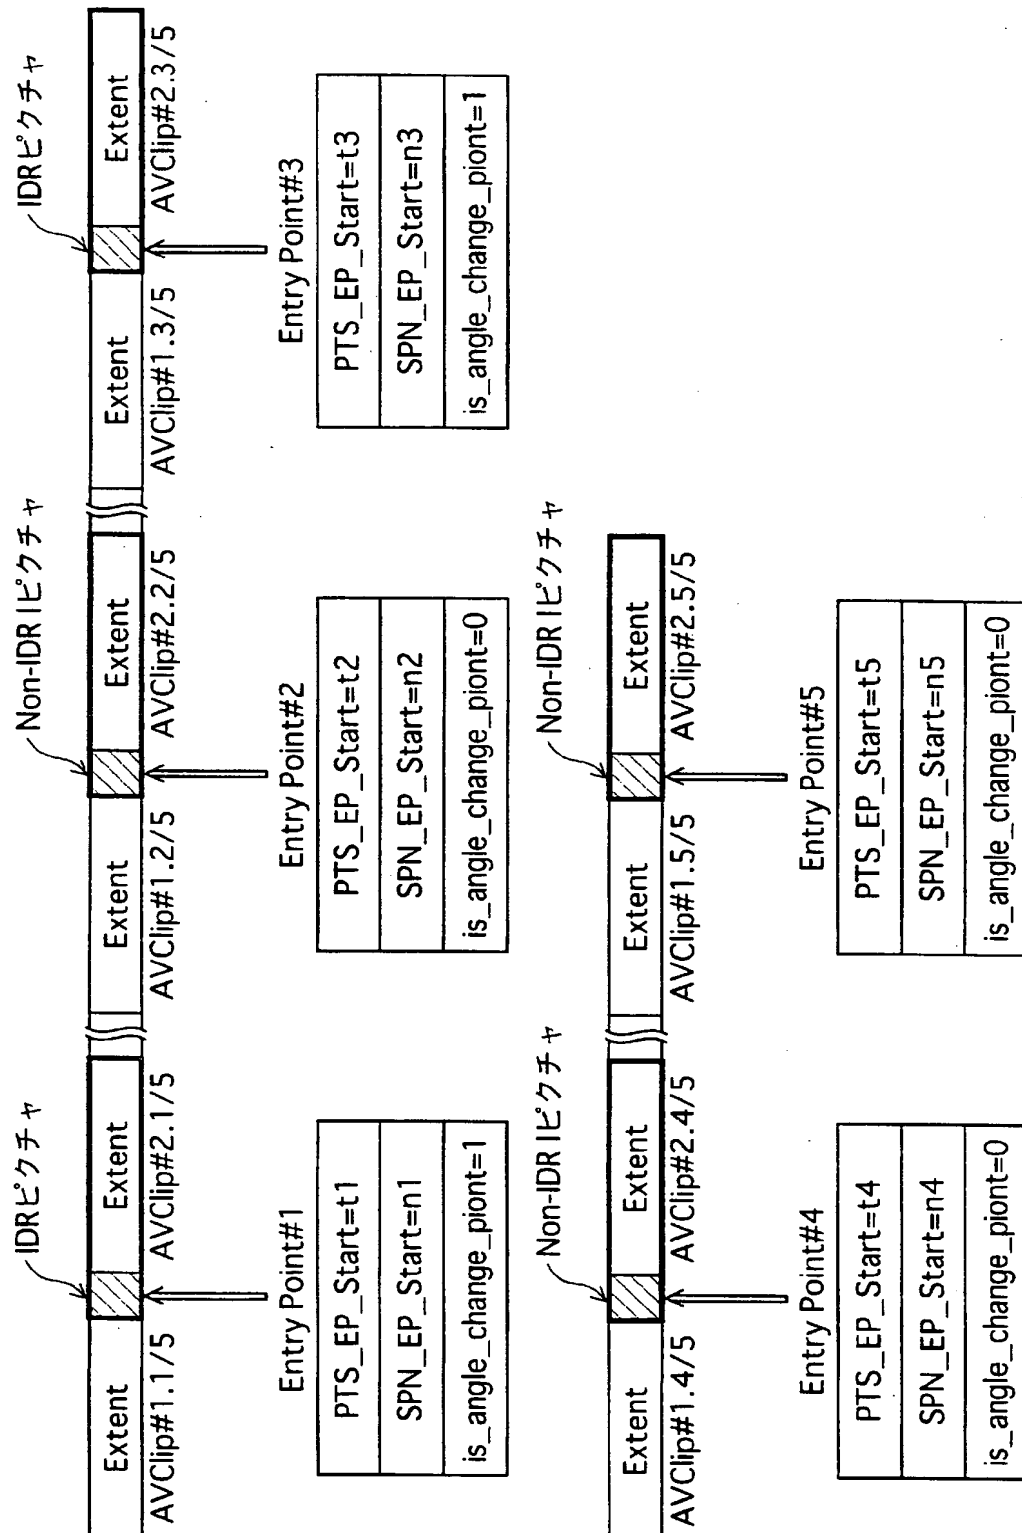 IDRピクチャ
Non-IDR Iピクチャ
IDRピクチャ
Extent
Extent
Extent
Extent
Extent
Extent
AVClip#1.1/5
AVClip#2.1/5
AVClip#1.2/5
AVClip#2.2/5
AVClip#1.3/5
AVClip#2.3/5
Entry Point#1
PTS_EP_Start=t1
SPN_EP_Start=n1
is_angle_change_piont=1
Entry Point#2
PTS_EP_Start=t2
SPN_EP_Start=n2
is_angle_change_piont=0
Entry Point#3
PTS_EP_Start=t3
SPN_EP_Start=n3
is_angle_change_piont=1
Non-IDR Iピクチャ
Non-IDR Iピクチャ
Extent
Extent
Extent
Extent
AVClip#1.4/5
AVClip#2.4/5
AVClip#1.5/5
AVClip#2.5/5
Entry Point#4
PTS_EP_Start=t4
SPN_EP_Start=n4
is_angle_change_piont=0
Entry Point#5
PTS_EP_Start=t5
SPN_EP_Start=n5
is_angle_change_piont=0